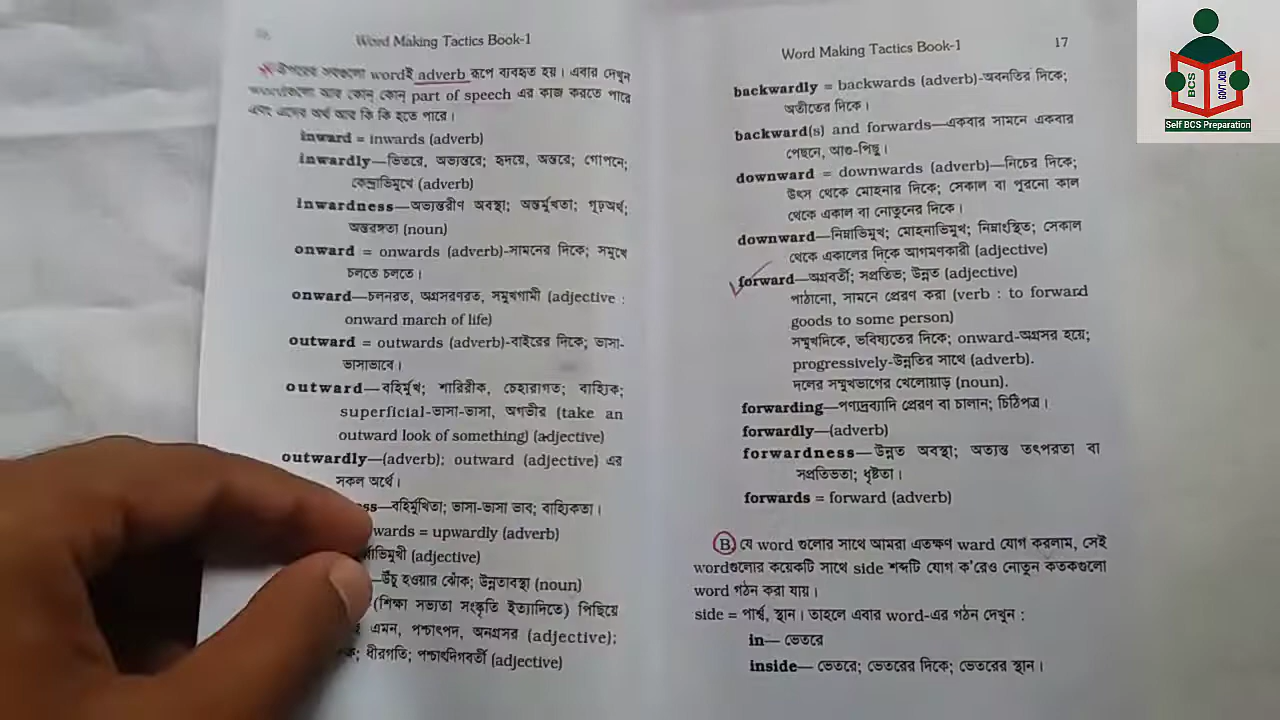 Word Making Tactics Book-1
উপরের সবগুলো wordই adverb রূপে ব্যবহৃত হয়। এবার দেখুন
wordগুলো আর কোন্ কোন্ part of speech এর কাজ করতে পারে
এবং এদের অর্থ আর কি কি হতে পারে।
inward = inwards (adverb)
inwardly—ভিতরে, অভ্যন্তরে; হৃদয়ে, অন্তরে; গোপনে;
কেন্দ্রাভিমুখে (adverb)
inwardness—অভ্যন্তরীণ অবস্থা; অন্তর্মুখতা; গূঢ়অর্থ;
অন্তরঙ্গতা (noun)
onward = onwards (adverb)-সামনের দিকে; সমুখে
চলতে চলতে।
onward—চলনরত, অগ্রসরণরত, সমুখগামী (adjective :
onward march of life)
outward = outwards (adverb)-বাইরের দিকে; ভাসা-
ভাসাভাবে।
outward—বহির্মুখ; শারিরীক, চেহারাগত; বাহ্যিক;
superficial-ভাসা-ভাসা, অগভীর (take an
outward look of something) (adjective)
outwardly—(adverb); outward (adjective) এর
সকল অর্থে।
ss—বহির্মুখিতা; ভাসা-ভাসা ভাব; বাহ্যিকতা।
wards = upwardly (adverb)
ভিমুখী (adjective)
উঁচু হওয়ার ঝোঁক; উন্নতাবস্থা (noun)
(শিক্ষা সভ্যতা সংস্কৃতি ইত্যাদিতে) পিছিয়ে
এমন, পশ্চাৎপদ, অনগ্রসর (adjective);
ধীরগতি; পশ্চাৎদিগবর্তী (adjective)
Word Making Tactics Book-1 17
backwardly = backwards (adverb)-অবনতির দিকে;
অতীতের দিকে।
backward(s) and forwards—একবার সামনে একবার
পেছনে, আগু-পিছু।
downward = downwards (adverb)—নিচের দিকে;
উৎস থেকে মোহনার দিকে; সেকাল বা পুরনো কাল
থেকে একাল বা নোতুনের দিকে।
downward—নিম্নাভিমুখ; মোহনাভিমুখ; নিম্নাংস্থিত; সেকাল
থেকে একালের দিকে আগমণকারী (adjective)
forward—অগ্রবর্তী; সপ্রতিভ; উন্নত (adjective)
পাঠানো, সামনে প্রেরণ করা (verb : to forward
goods to some person)
সম্মুখদিকে, ভবিষ্যতের দিকে; onward-অগ্রসর হয়ে;
progressively-উন্নতির সাথে (adverb).
দলের সম্মুখভাগের খেলোয়াড় (noun).
forwarding—পণ্যদ্রব্যাদি প্রেরণ বা চালান; চিঠিপত্র।
forwardly—(adverb)
forwardness—উন্নত অবস্থা; অত্যন্ত তৎপরতা বা
সপ্রতিভতা; ধৃষ্টতা।
forwards = forward (adverb)
B. যে word গুলোর সাথে আমরা এতক্ষণ ward যোগ করলাম, সেই
wordগুলোর কয়েকটি সাথে side শব্দটি যোগ ক'রেও নোতুন কতকগুলো
word গঠন করা যায়।
side = পার্শ্ব, স্থান। তাহলে এবার word-এর গঠন দেখুন :
in— ভেতরে
inside— ভেতরে; ভেতরের দিকে; ভেতরের স্থান।
BCS
GOVT JOB
Self BCS Preparation